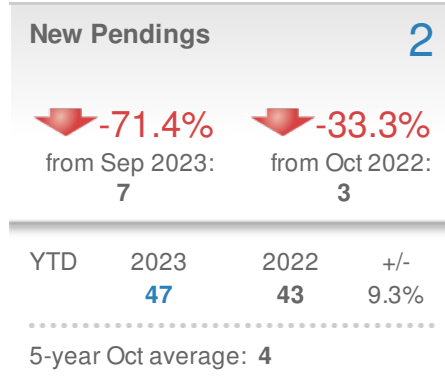 New Pendings 2
-71.4% -33.3%
from Sep 2023: from Oct 2022:
7 3
YTD 2023 2022 +/-
47 43 9.3%
5-year Oct average: 4